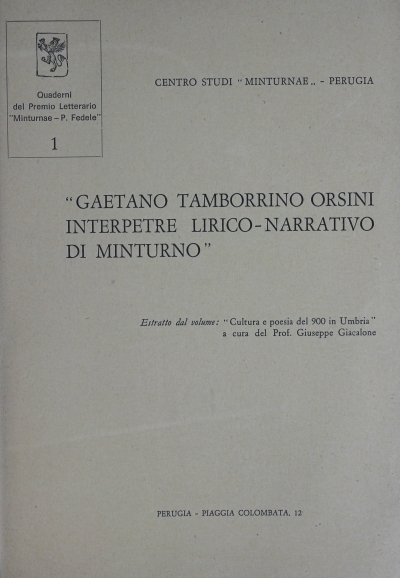 Quaderni
del Premio Letterario
"Minturnae – P. Fedele"
1
CENTRO STUDI " MINTURNAE „ - PERUGIA
" GAETANO TAMBORRINO ORSINI
INTERPETRE LIRICO-NARRATIVO
DI MINTURNO "
Estratto dal volume: " Cultura e poesia del 900 in Umbria "
a cura del Prof. Giuseppe Giacalone
PERUGIA - PIAGGIA COLOMBATA, 12